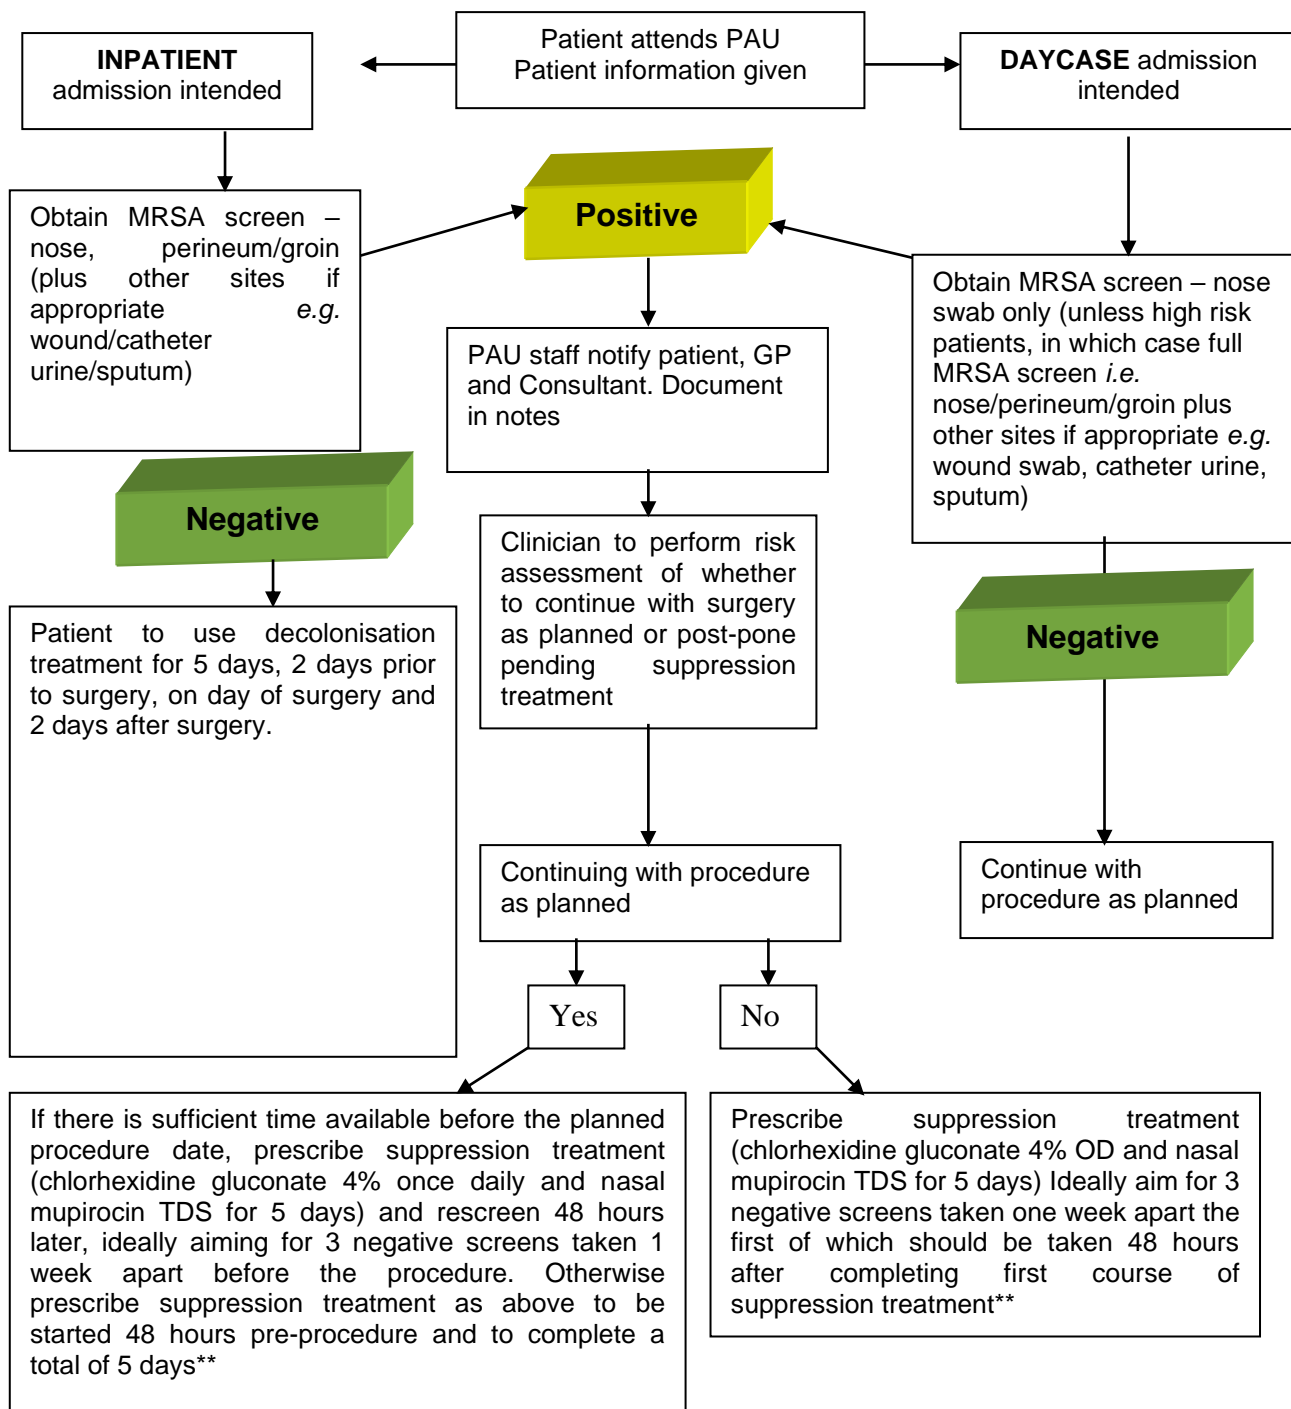 Patient attends PAU
Patient information given
INPATIENT
admission intended
DAYCASE admission
intended
Obtain MRSA screen –
nose, perineum/groin
(plus other sites if
appropriate e.g.
wound/catheter
urine/sputum)
Positive
Obtain MRSA screen – nose
swab only (unless high risk
patients, in which case full
MRSA screen i.e.
nose/perineum/groin plus
other sites if appropriate e.g.
wound swab, catheter urine,
sputum)
PAU staff notify patient, GP
and Consultant. Document
in notes
Negative
Clinician to perform risk
assessment of whether
to continue with surgery
as planned or post-pone
pending suppression
treatment
Negative
Patient to use decolonisation
treatment for 5 days, 2 days prior
to surgery, on day of surgery and
2 days after surgery.
Continuing with procedure
as planned
Continue with
procedure as planned
Yes
No
If there is sufficient time available before the planned
procedure date, prescribe suppression treatment
(chlorhexidine gluconate 4% once daily and nasal
mupirocin TDS for 5 days) and rescreen 48 hours
later, ideally aiming for 3 negative screens taken 1
week apart before the procedure. Otherwise
prescribe suppression treatment as above to be
started 48 hours pre-procedure and to complete a
total of 5 days**
Prescribe suppression treatment
(chlorhexidine gluconate 4% OD and nasal
mupirocin TDS for 5 days) Ideally aim for 3
negative screens taken one week apart the
first of which should be taken 48 hours
after completing first course of
suppression treatment**